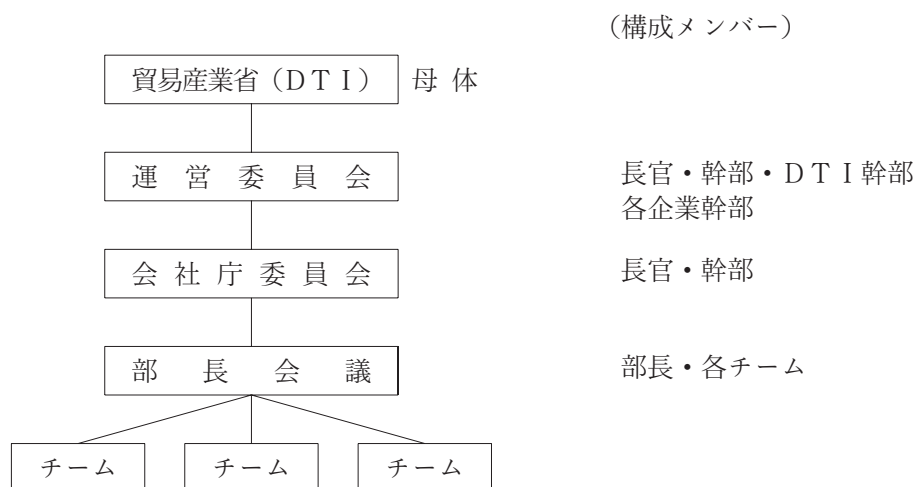 （構成メンバー）
貿易産業省（ＤＴＩ） 母 体
運 営 委 員 会 長官・幹部・ＤＴＩ幹部
各企業幹部
会 社 庁 委 員 会 長官・幹部
部 長 会 議 部長・各チーム
チーム チーム チーム